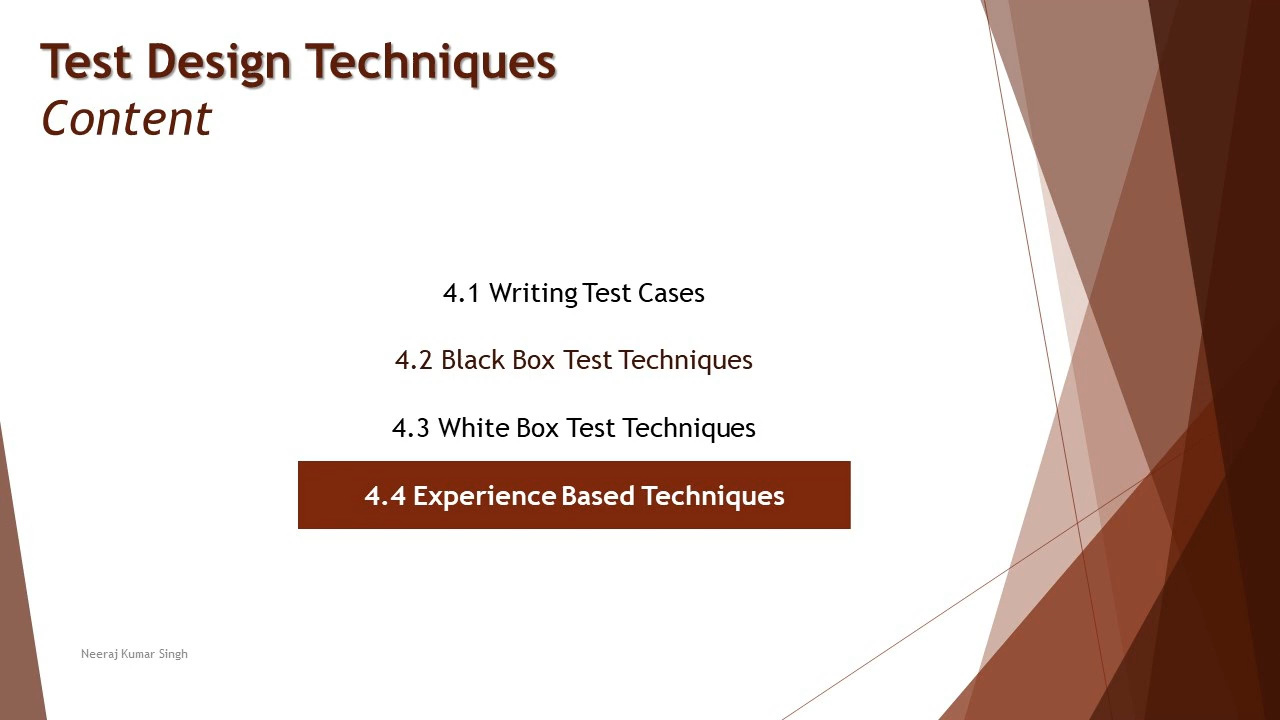 Test Design Techniques
Content
4.1 Writing Test Cases
4.2 Black Box Test Techniques
4.3 White Box Test Techniques
4.4 Experience Based Techniques
Neeraj Kumar Singh